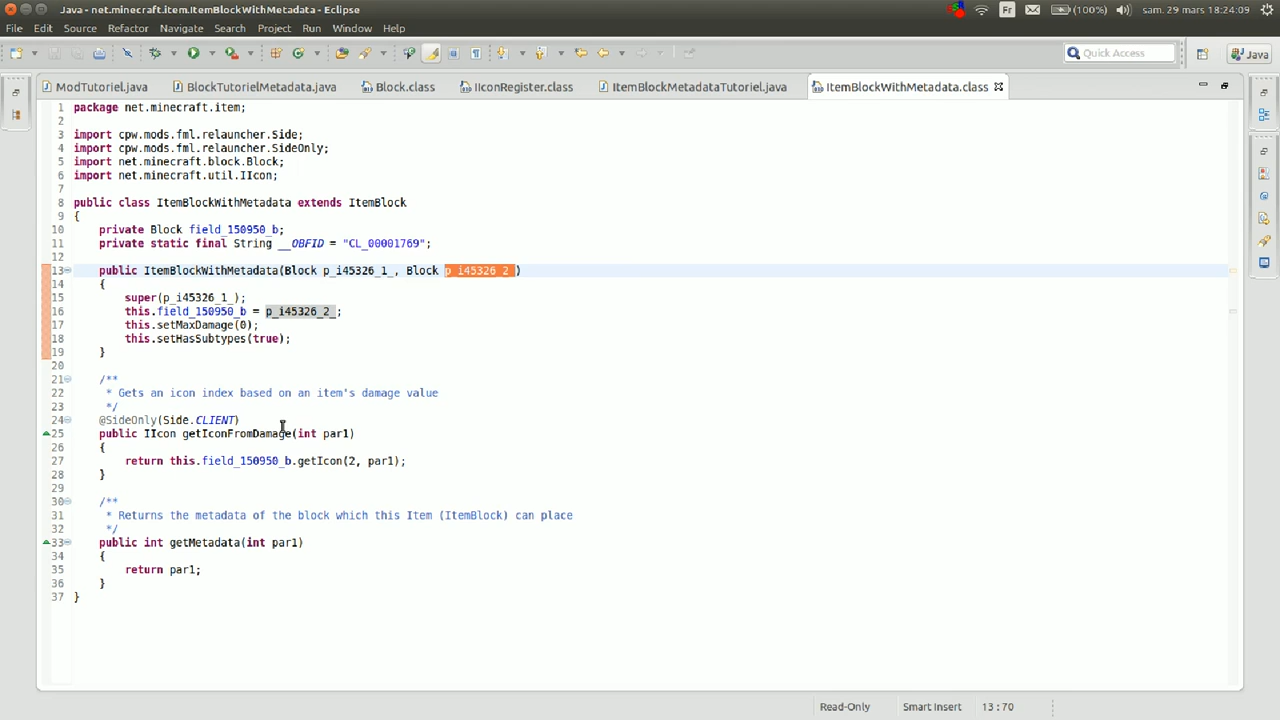 Java - net.minecraft.item.ItemBlockWithMetadata - Eclipse
Fr
(100%)
sam. 29 mars 18:24:09
File Edit Source Refactor Navigate Search Project Run Window Help
Quick Access
Java
ModTutoriel.java
BlockTutorielMetadata.java
Block.class
IIconRegister.class
ItemBlockMetadataTutoriel.java
ItemBlockWithMetadata.class
1 package net.minecraft.item;
2
3 import cpw.mods.fml.relauncher.Side;
4 import cpw.mods.fml.relauncher.SideOnly;
5 import net.minecraft.block.Block;
6 import net.minecraft.util.IIcon;
7
8 public class ItemBlockWithMetadata extends ItemBlock
9 {
10 private Block field_150950_b;
11 private static final String __OBFID = "CL_00001769";
12
13 public ItemBlockWithMetadata(Block p_i45326_1_, Block p_i45326_2_)
14 {
15 super(p_i45326_1_);
16 this.field_150950_b = p_i45326_2_;
17 this.setMaxDamage(0);
18 this.setHasSubtypes(true);
19 }
20
21 /**
22 * Gets an icon index based on an item's damage value
23 */
24 @SideOnly(Side.CLIENT)
25 public IIcon getIconFromDamage(int par1)
26 {
27 return this.field_150950_b.getIcon(2, par1);
28 }
29
30 /**
31 * Returns the metadata of the block which this Item (ItemBlock) can place
32 */
33 public int getMetadata(int par1)
34 {
35 return par1;
36 }
37 }
Read-Only
Smart Insert
13 : 70